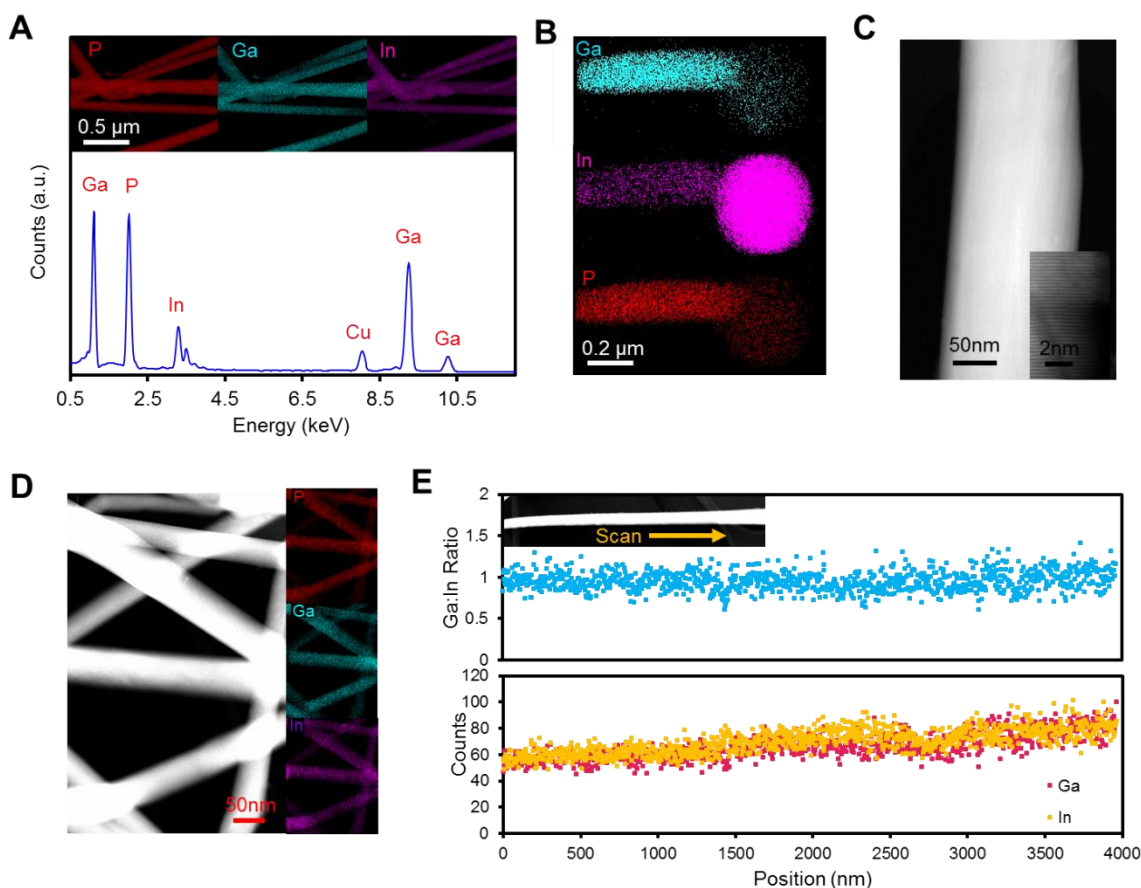 A
P Ga In
0.5 µm
Ga P
In
Cu
Ga
Ga
Counts (a.u.)
0.5 2.5 4.5 6.5 8.5 10.5
Energy (keV)
B
Ga
In
P
0.2 µm
C
50nm
2nm
D
P
Ga
In
50nm
E
Scan
Ga:In Ratio
2
1.5
1
0.5
0
Counts
120
100
80
60
40
20
0
Ga
In
0 500 1000 1500 2000 2500 3000 3500 4000
Position (nm)